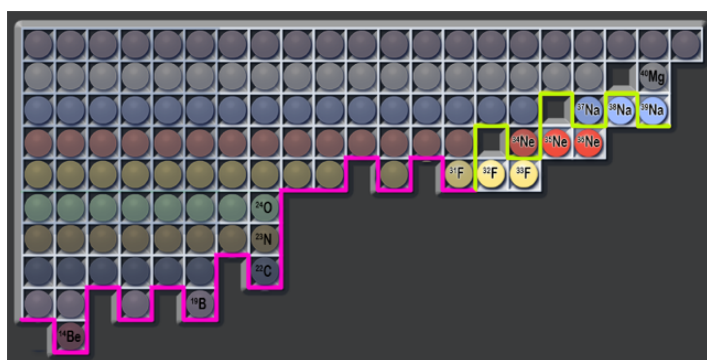 ⁴⁰Mg
³⁷Na ³⁸Na ³⁹Na
³⁴Ne ³⁵Ne ³⁶Ne
³¹F ³²F ³³F
²⁴O
²³N
²²C
¹⁹B
¹⁴Be